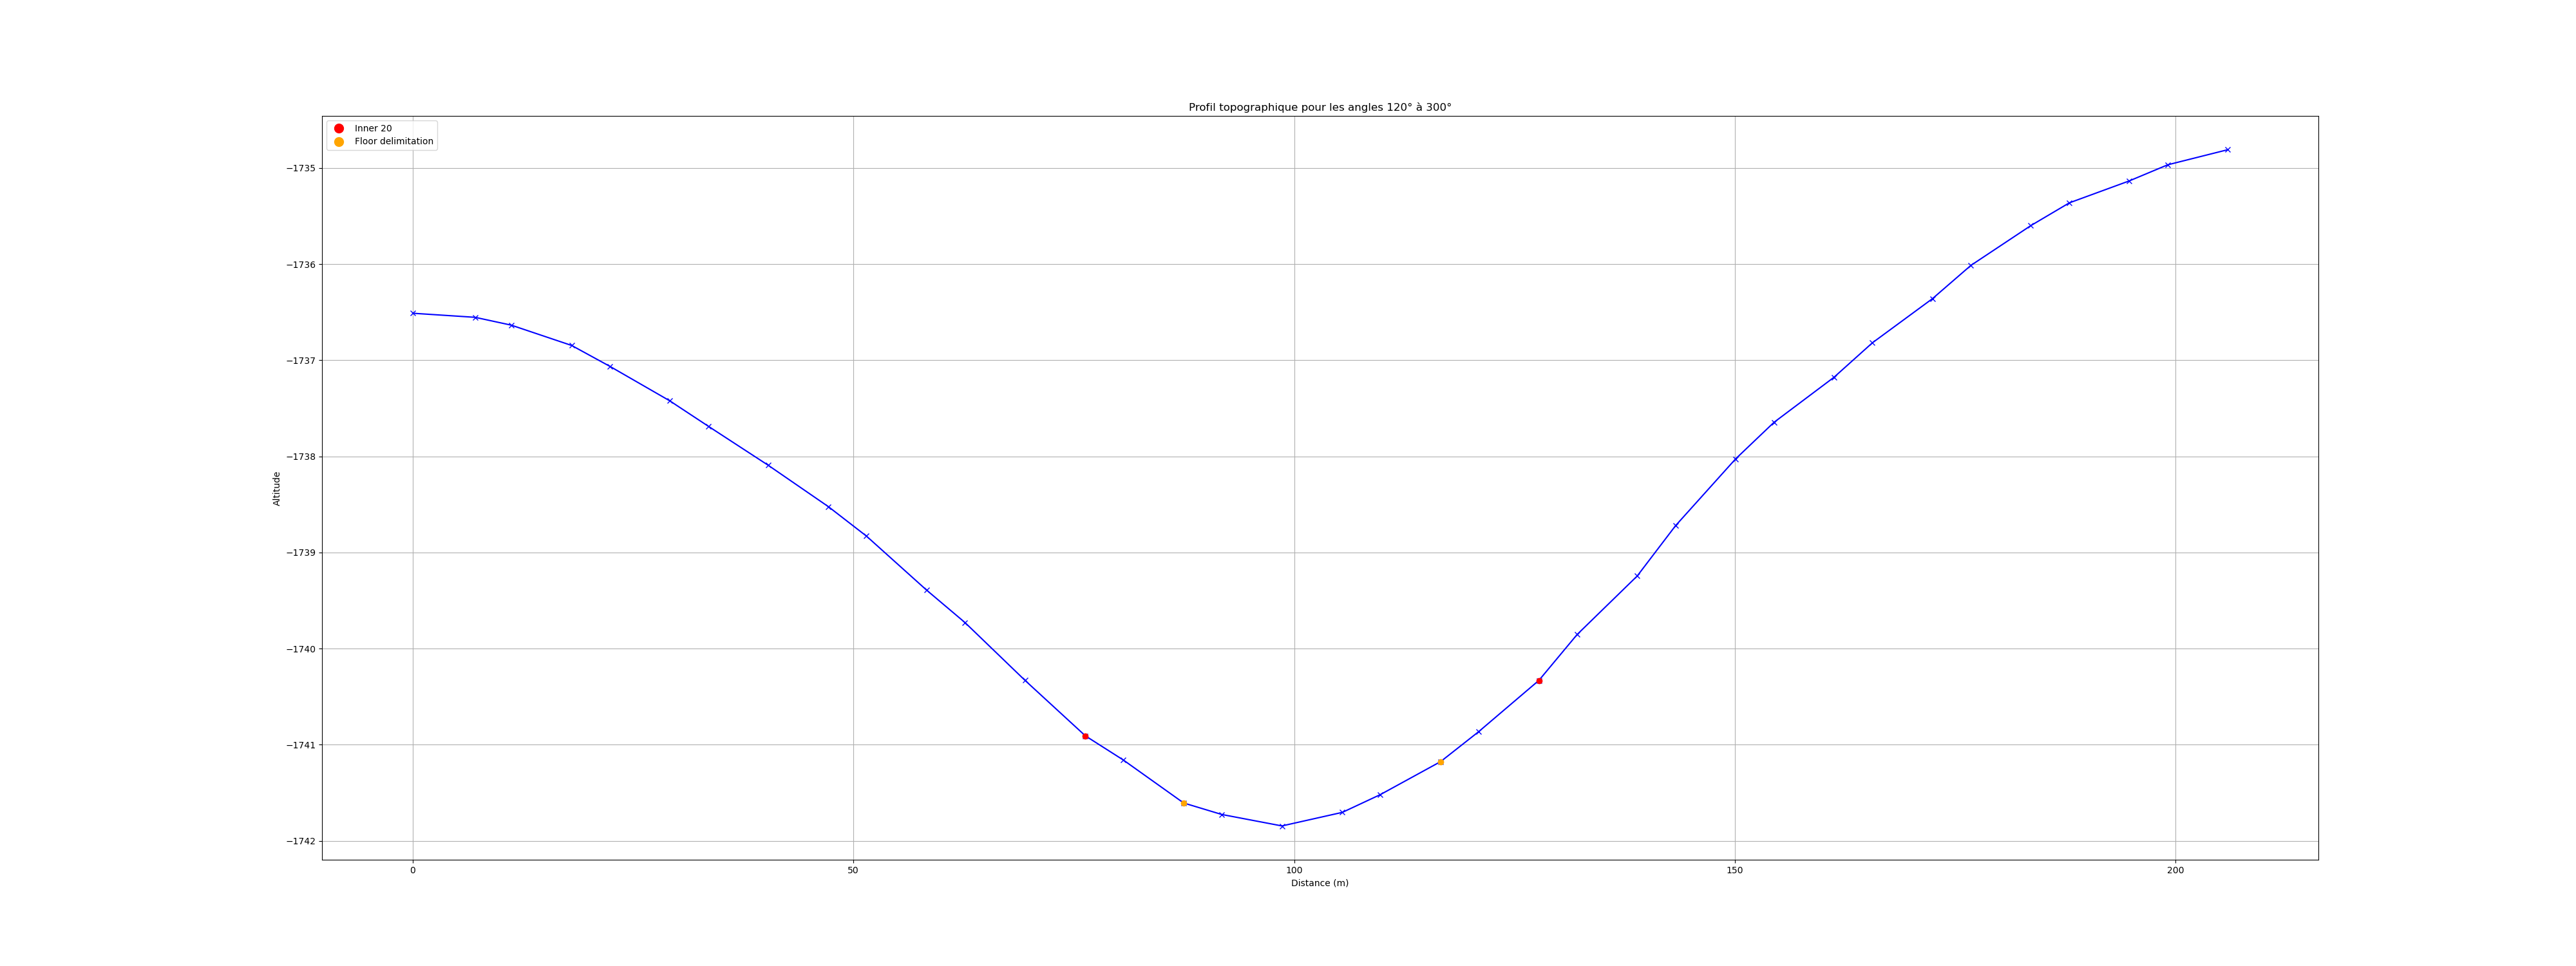 Profil topographique pour les angles 120° à 300°
Inner 20
Floor delimitation
−1735
−1736
−1737
−1738
−1739
−1740
−1741
−1742
Altitude
0 50 100 150 200
Distance (m)